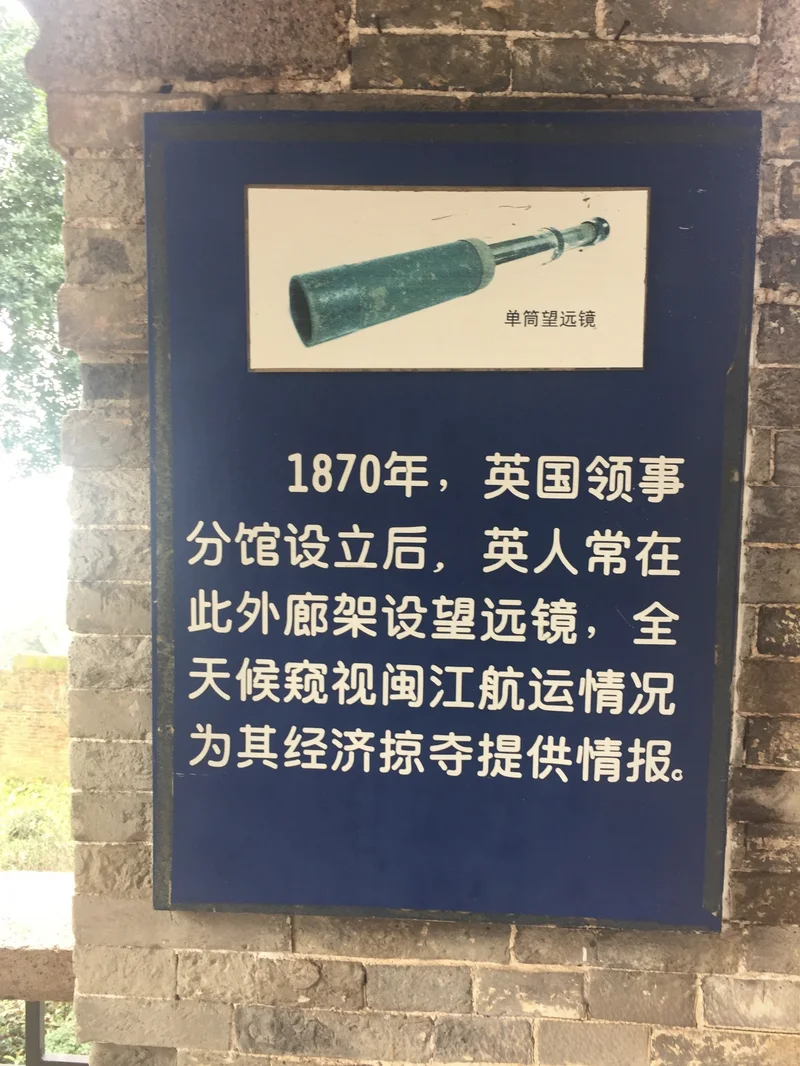 单筒望远镜
1870年，英国领事
分馆设立后，英人常在
此外廊架设望远镜，全
天候窥视闽江航运情况
为其经济掠夺提供情报。